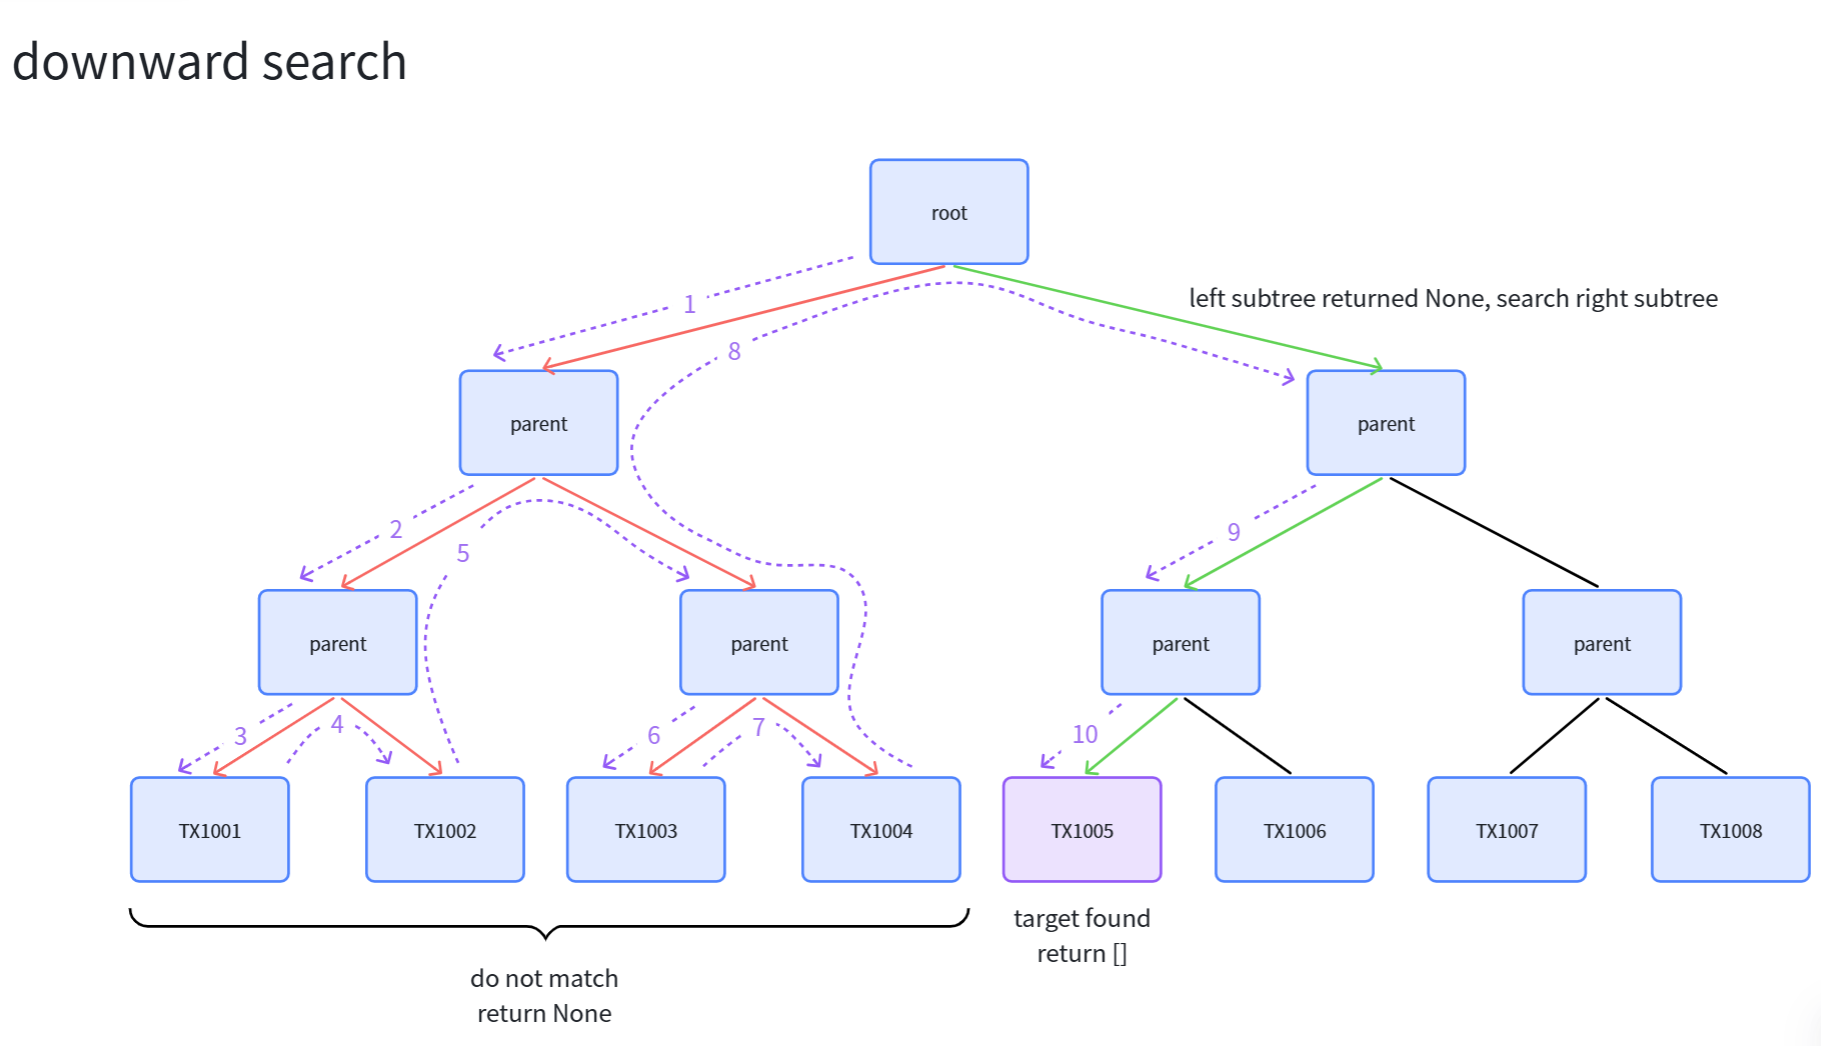 downward search
root
1
left subtree returned None, search right subtree
8
parent
parent
2
5
9
parent
parent
parent
parent
3
4
6
7
10
TX1001
TX1002
TX1003
TX1004
TX1005
TX1006
TX1007
TX1008
target found
return []
do not match
return None